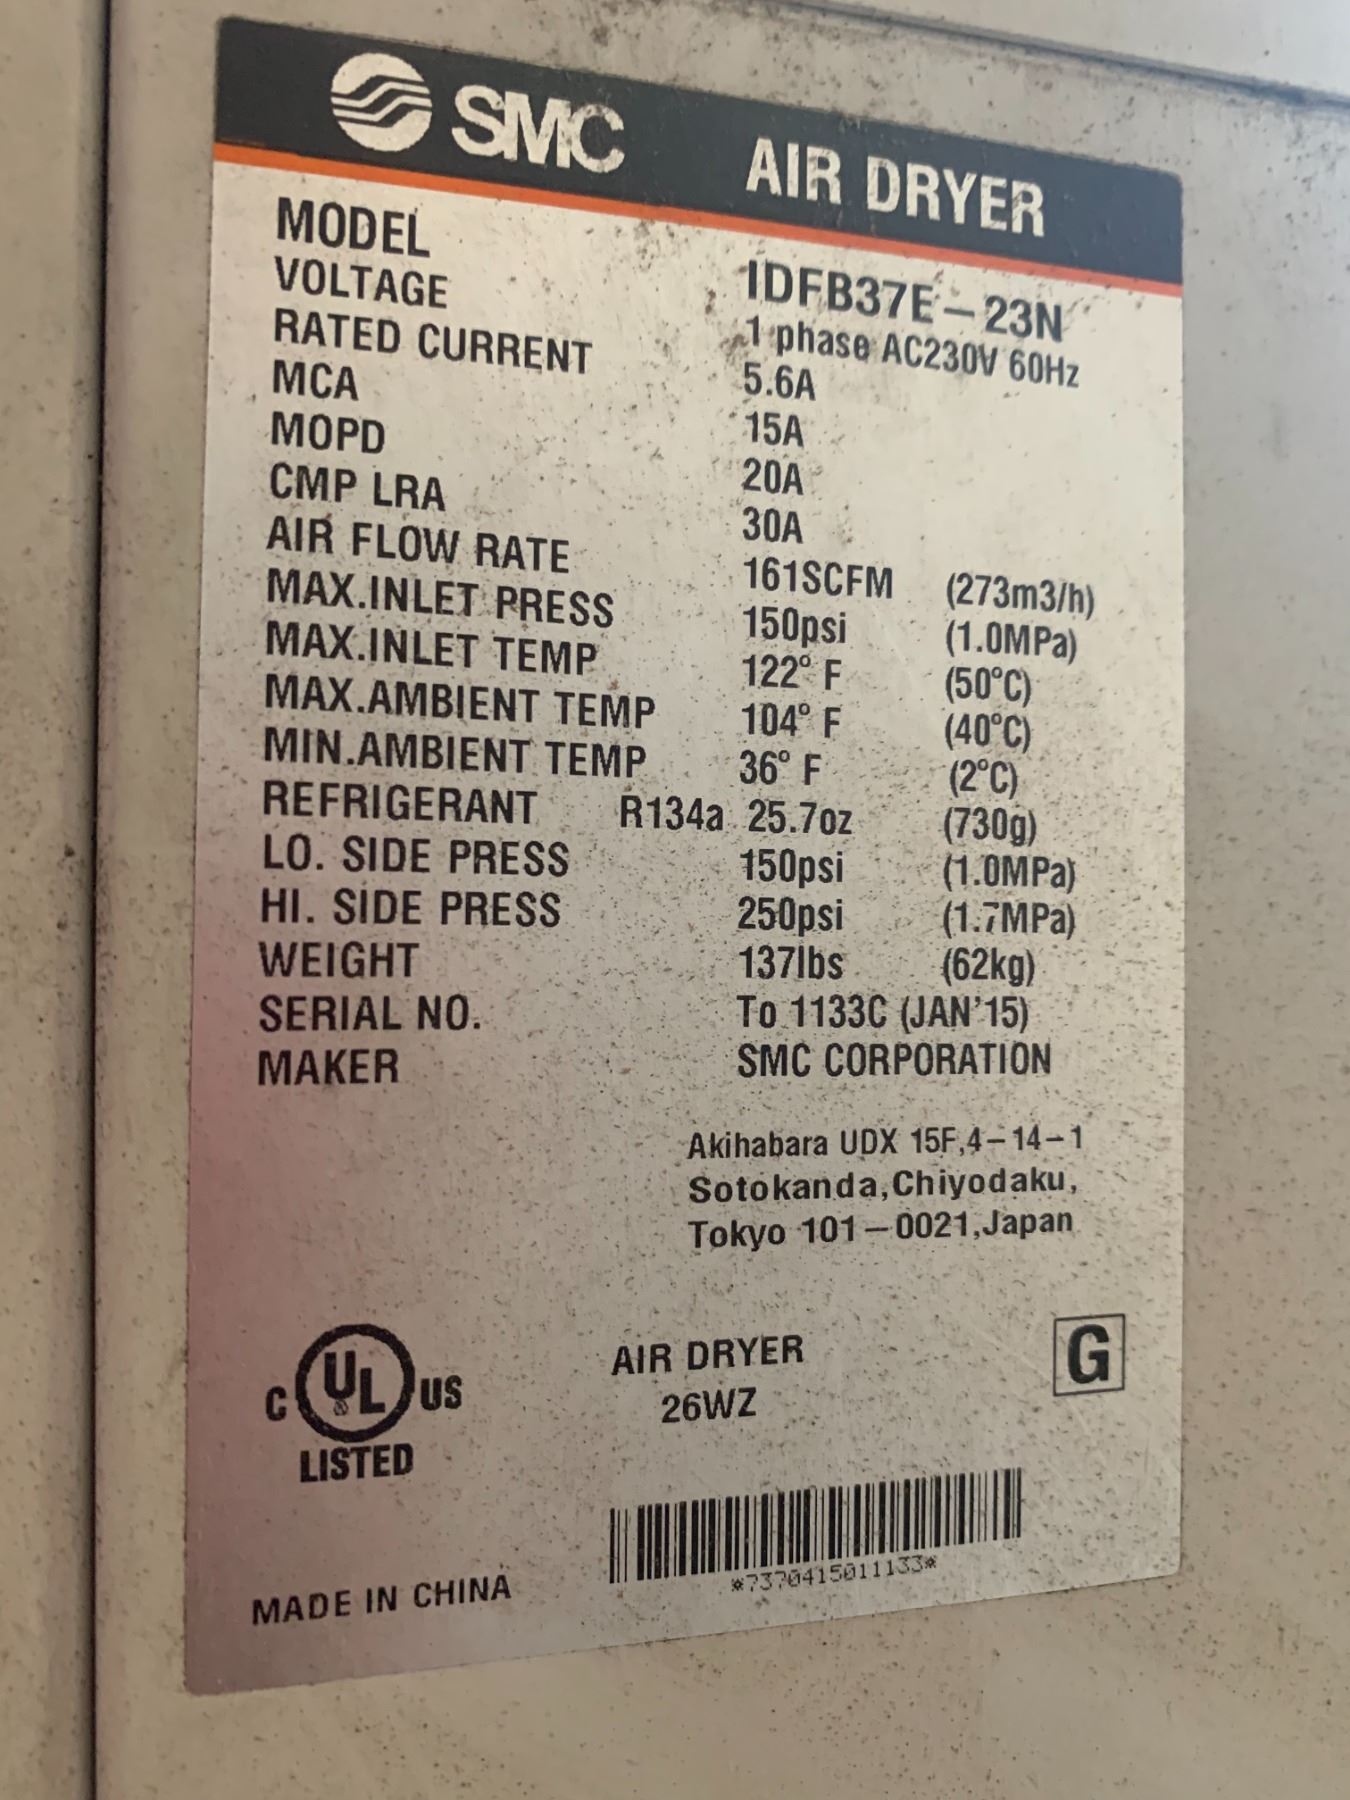 SMC AIR DRYER
MODEL IDFB37E-23N
VOLTAGE 1 phase AC230V 60Hz
RATED CURRENT 5.6A
MCA 15A
MOPD 20A
CMP LRA 30A
AIR FLOW RATE 161SCFM (273m3/h)
MAX.INLET PRESS 150psi (1.0MPa)
MAX.INLET TEMP 122°F (50°C)
MAX.AMBIENT TEMP 104°F (40°C)
MIN.AMBIENT TEMP 36°F (2°C)
REFRIGERANT R134a 25.7oz (730g)
LO. SIDE PRESS 150psi (1.0MPa)
HI. SIDE PRESS 250psi (1.7MPa)
WEIGHT 137lbs (62kg)
SERIAL NO. To 1133C (JAN'15)
MAKER SMC CORPORATION
Akihabara UDX 15F,4-14-1
Sotokanda,Chiyodaku,
Tokyo 101-0021,Japan
C UL® US
LISTED
AIR DRYER
26WZ
G
*7370415011133*
MADE IN CHINA